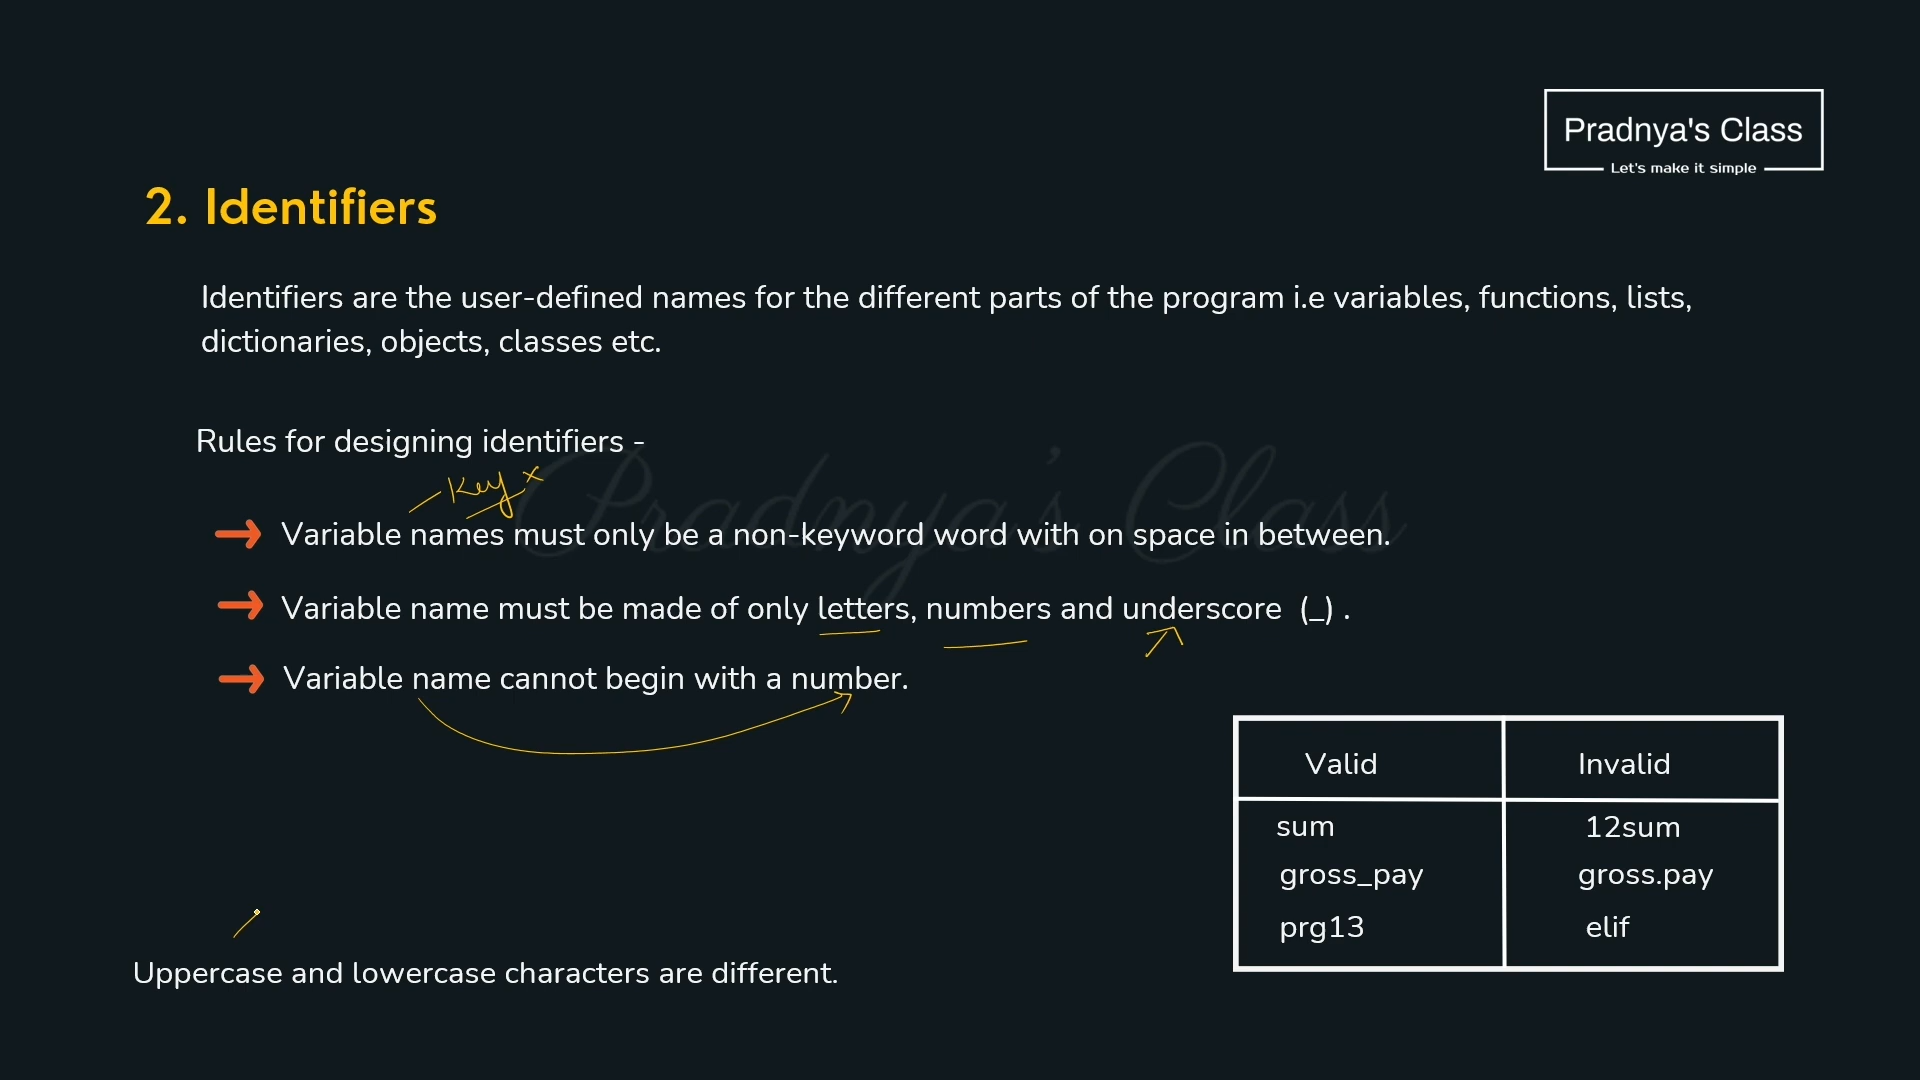 Pradnya's Class
Let's make it simple
2. Identifiers
Identifiers are the user-defined names for the different parts of the program i.e variables, functions, lists,
dictionaries, objects, classes etc.
Rules for designing identifiers -
Key x
→ Variable names must only be a non-keyword word with on space in between.
Pradnya's Class
→ Variable name must be made of only letters, numbers and underscore (_) .
→ Variable name cannot begin with a number.
Valid Invalid
sum 12sum
gross_pay gross.pay
prg13 elif
Uppercase and lowercase characters are different.